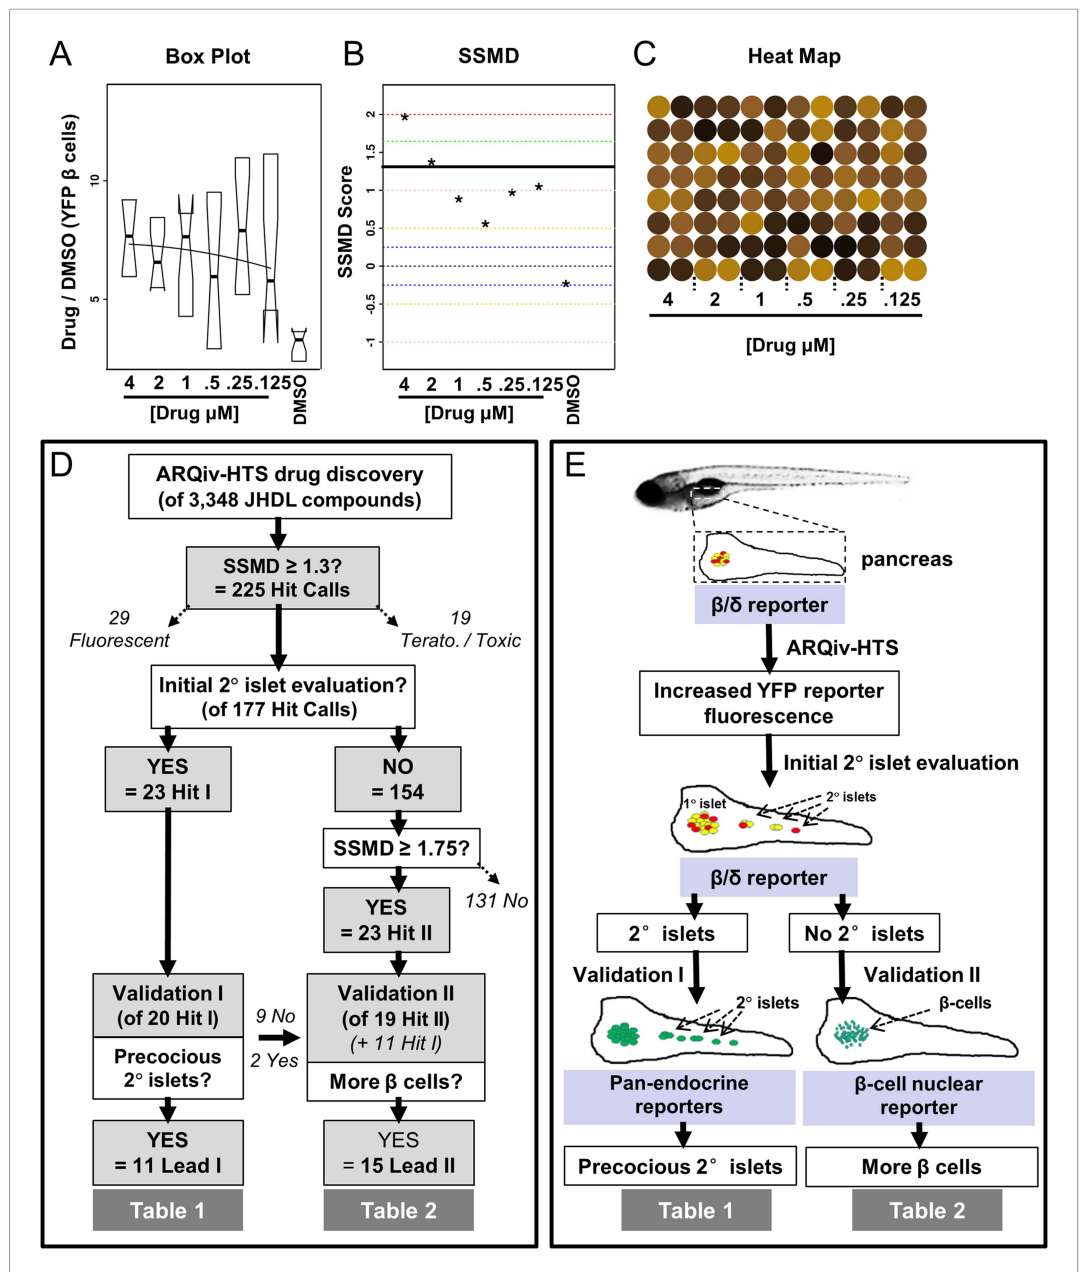 A
Box Plot
Drug / DMSO (YFP β cells)
10
5
4 2 1 .5 .25 .125 DMSO
[Drug µM]
B
SSMD
SSMD Score
2
1.5
1
0.5
0
-0.5
-1
4 2 1 .5 .25 .125 DMSO
[Drug µM]
C
Heat Map
4 2 1 .5 .25 .125
[Drug µM]
D
ARQiv-HTS drug discovery
(of 3,348 JHDL compounds)
SSMD ≥ 1.3?
= 225 Hit Calls
29
Fluorescent
19
Terato. / Toxic
Initial 2° islet evaluation?
(of 177 Hit Calls)
YES
= 23 Hit I
NO
= 154
SSMD ≥ 1.75?
131 No
YES
= 23 Hit II
Validation I
(of 20 Hit I)
Precocious
2° islets?
9 No
2 Yes
Validation II
(of 19 Hit II)
(+ 11 Hit I)
More β cells?
YES
= 11 Lead I
YES
= 15 Lead II
Table 1
Table 2
E
pancreas
β/δ reporter
ARQiv-HTS
Increased YFP reporter
fluorescence
Initial 2° islet evaluation
1° islet
2° islets
β/δ reporter
2° islets
No 2° islets
Validation I
Validation II
2° islets
β-cells
Pan-endocrine
reporters
β-cell nuclear
reporter
Precocious 2° islets
More β cells
Table 1
Table 2